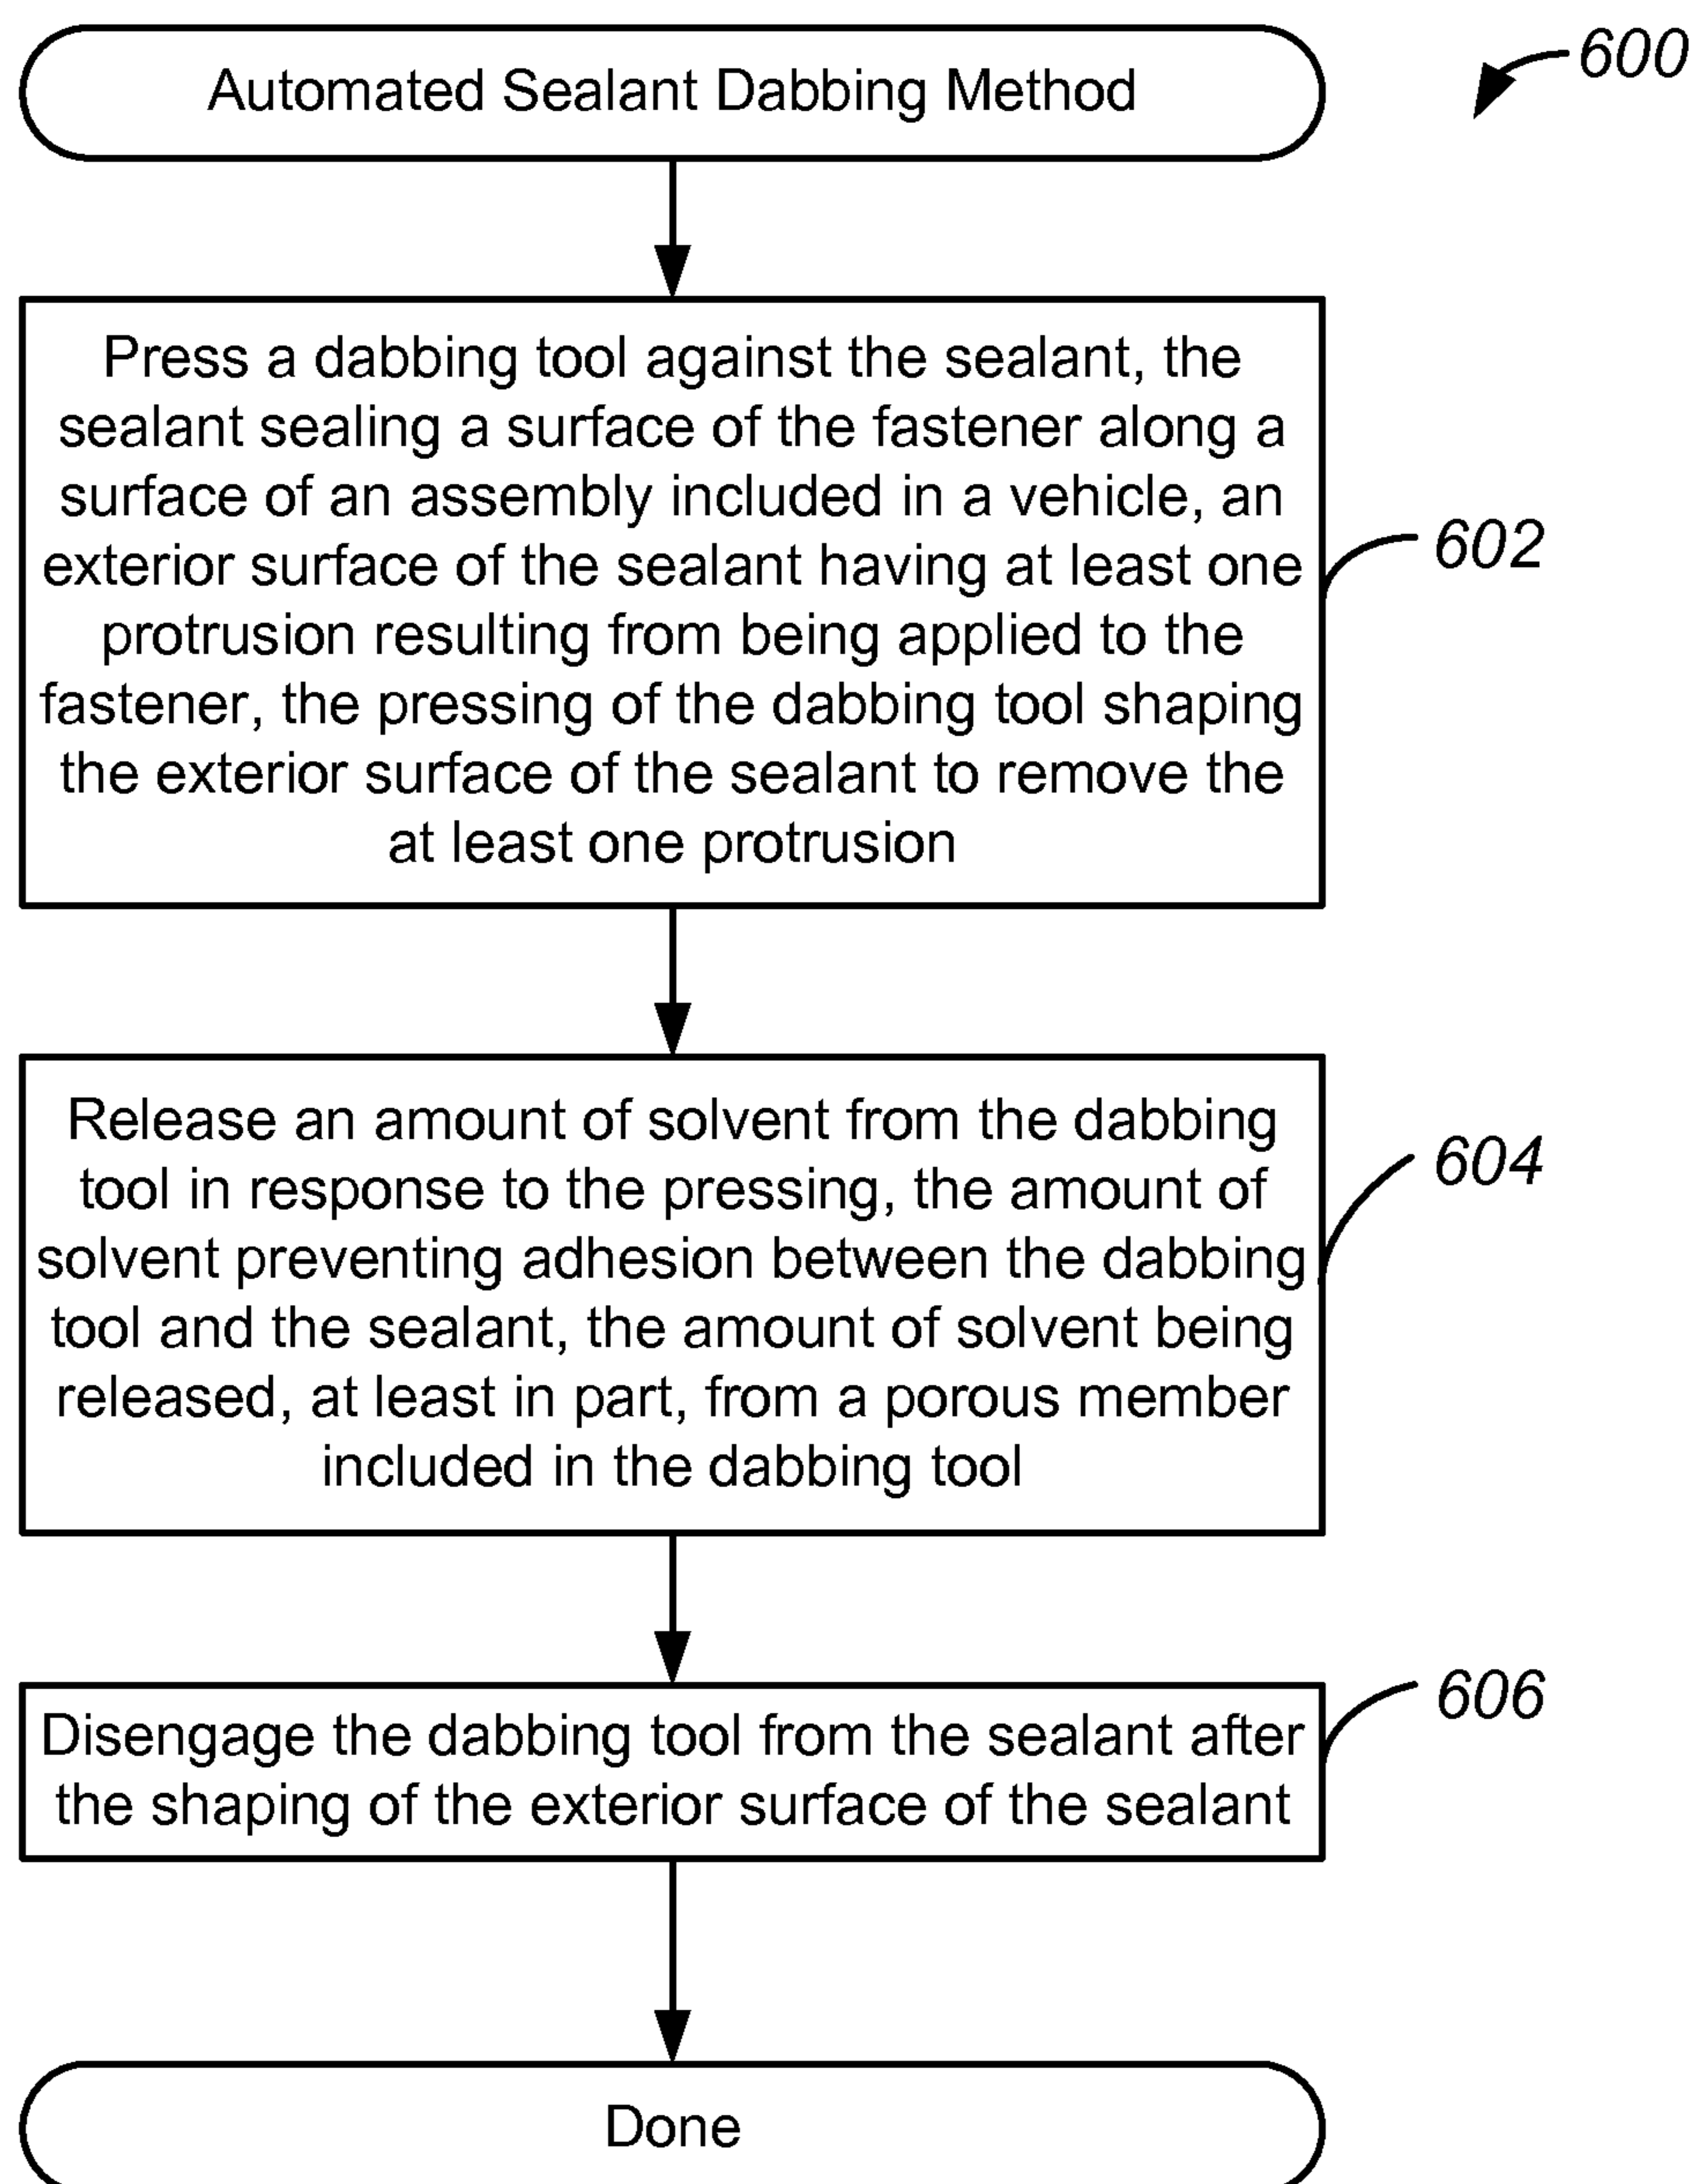 Automated Sealant Dabbing Method
600
Press a dabbing tool against the sealant, the
sealant sealing a surface of the fastener along a
surface of an assembly included in a vehicle, an
exterior surface of the sealant having at least one
protrusion resulting from being applied to the
fastener, the pressing of the dabbing tool shaping
the exterior surface of the sealant to remove the
at least one protrusion
602
Release an amount of solvent from the dabbing
tool in response to the pressing, the amount of
solvent preventing adhesion between the dabbing
tool and the sealant, the amount of solvent being
released, at least in part, from a porous member
included in the dabbing tool
604
Disengage the dabbing tool from the sealant after
the shaping of the exterior surface of the sealant
606
Done